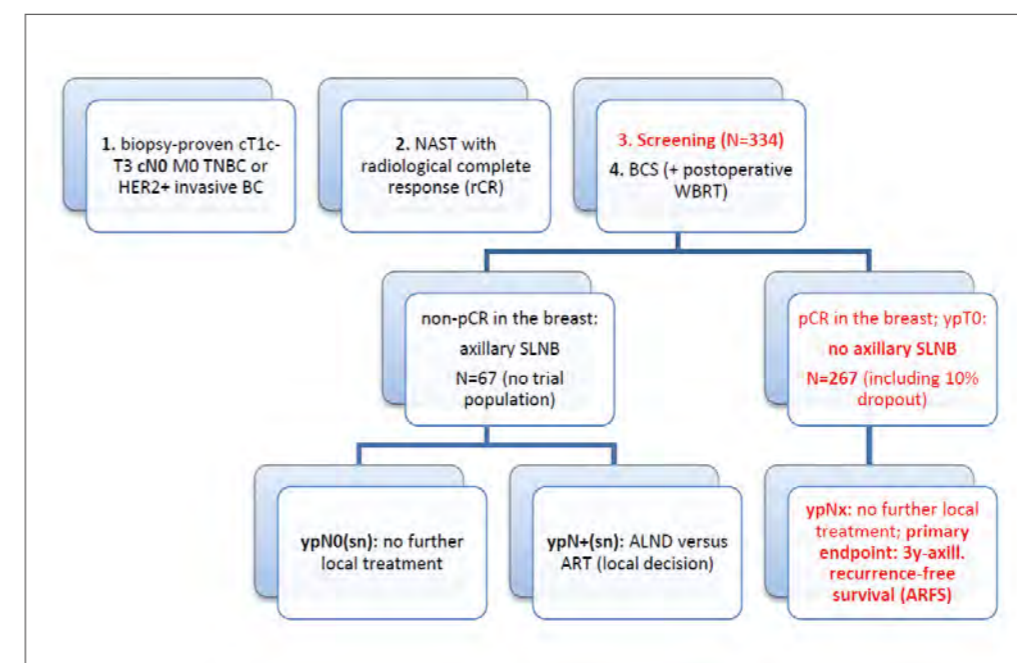 1. biopsy-proven cT1c-
T3 cN0 M0 TNBC or
HER2+ invasive BC
2. NAST with
radiological complete
response (rCR)
3. Screening (N=334)
4. BCS (+ postoperative
WBRT)
non-pCR in the breast:
axillary SLNB
N=67 (no trial
population)
pCR in the breast; ypT0:
no axillary SLNB
N=267 (including 10%
dropout)
ypN0(sn): no further
local treatment
ypN+(sn): ALND versus
ART (local decision)
ypNx: no further local
treatment; primary
endpoint: 3y-axill.
recurrence-free
survival (ARFS)